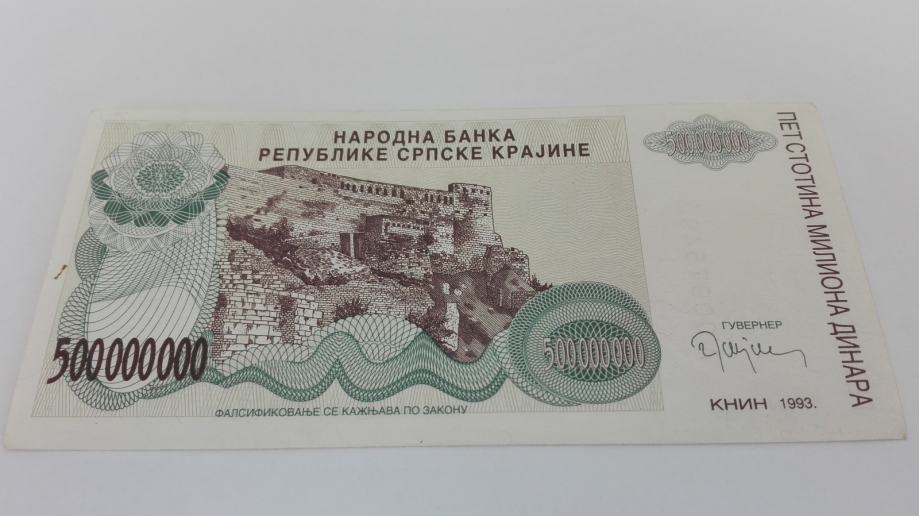 НАРОДНА БАНКА
РЕПУБЛИКЕ СРПСКЕ КРАЈИНЕ
500000000
ПЕТ СТОТИНА МИЛИОНА ДИНАРА
500000000
500000000
ГУВЕРНЕР
КНИН 1993.
ФАЛСИФИКОВАЊЕ СЕ КАЖЊАВА ПО ЗАКОНУ